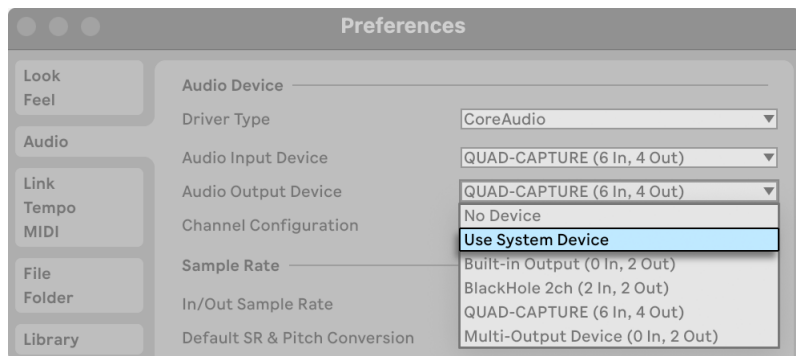 Preferences
Look
Feel
Audio
Link
Tempo
MIDI
File
Folder
Library
Audio Device
Driver Type
CoreAudio
Audio Input Device
QUAD-CAPTURE (6 In, 4 Out)
Audio Output Device
QUAD-CAPTURE (6 In, 4 Out)
No Device
Use System Device
Built-in Output (0 In, 2 Out)
BlackHole 2ch (2 In, 2 Out)
QUAD-CAPTURE (6 In, 4 Out)
Multi-Output Device (0 In, 2 Out)
Channel Configuration
Sample Rate
In/Out Sample Rate
Default SR & Pitch Conversion